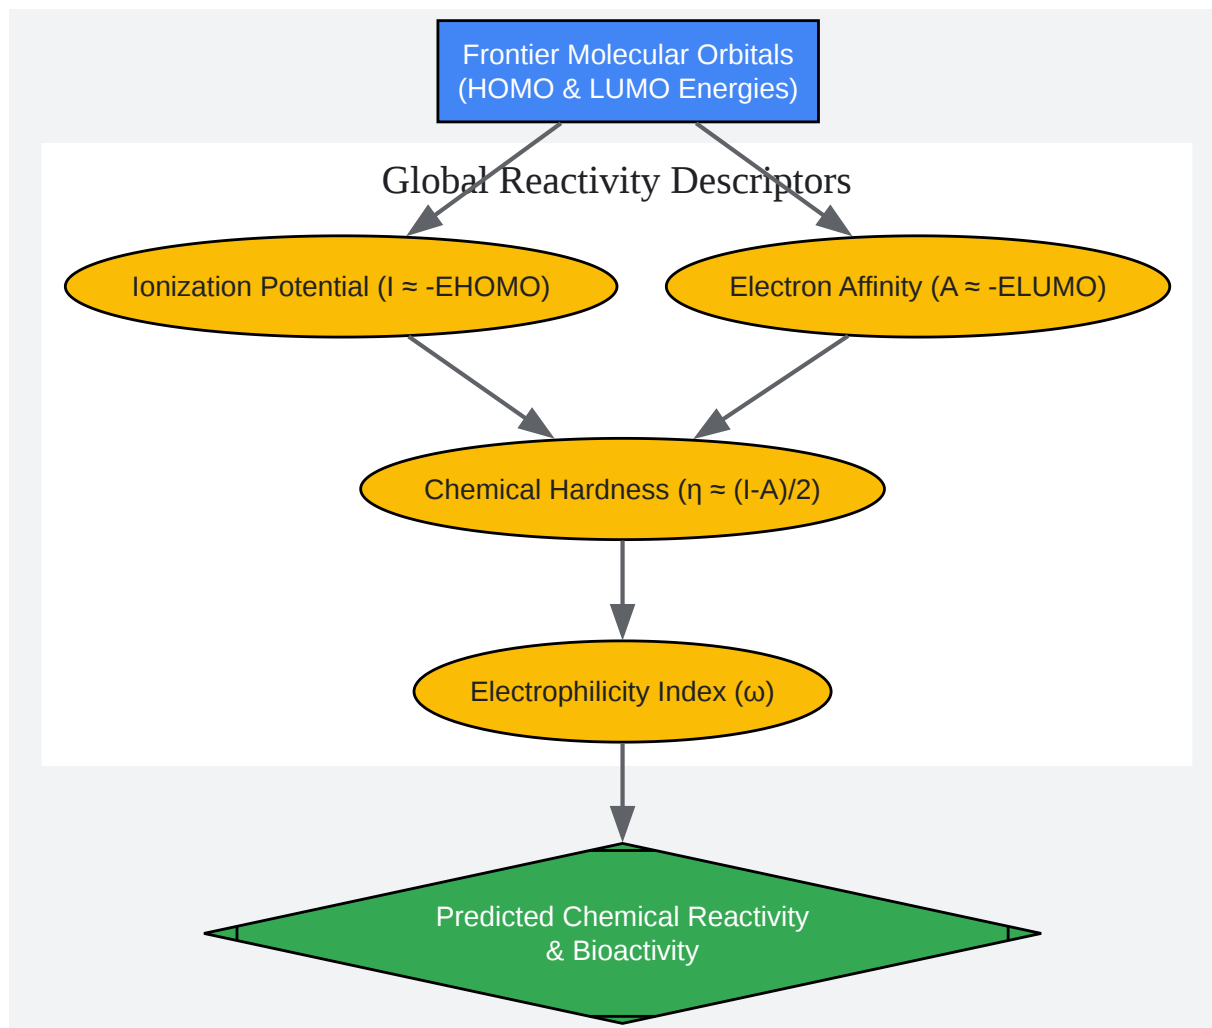 Frontier Molecular Orbitals
(HOMO & LUMO Energies)
Global Reactivity Descriptors
Ionization Potential (I ≈ -EHOMO)
Electron Affinity (A ≈ -ELUMO)
Chemical Hardness (η ≈ (I-A)/2)
Electrophilicity Index (ω)
Predicted Chemical Reactivity
& Bioactivity